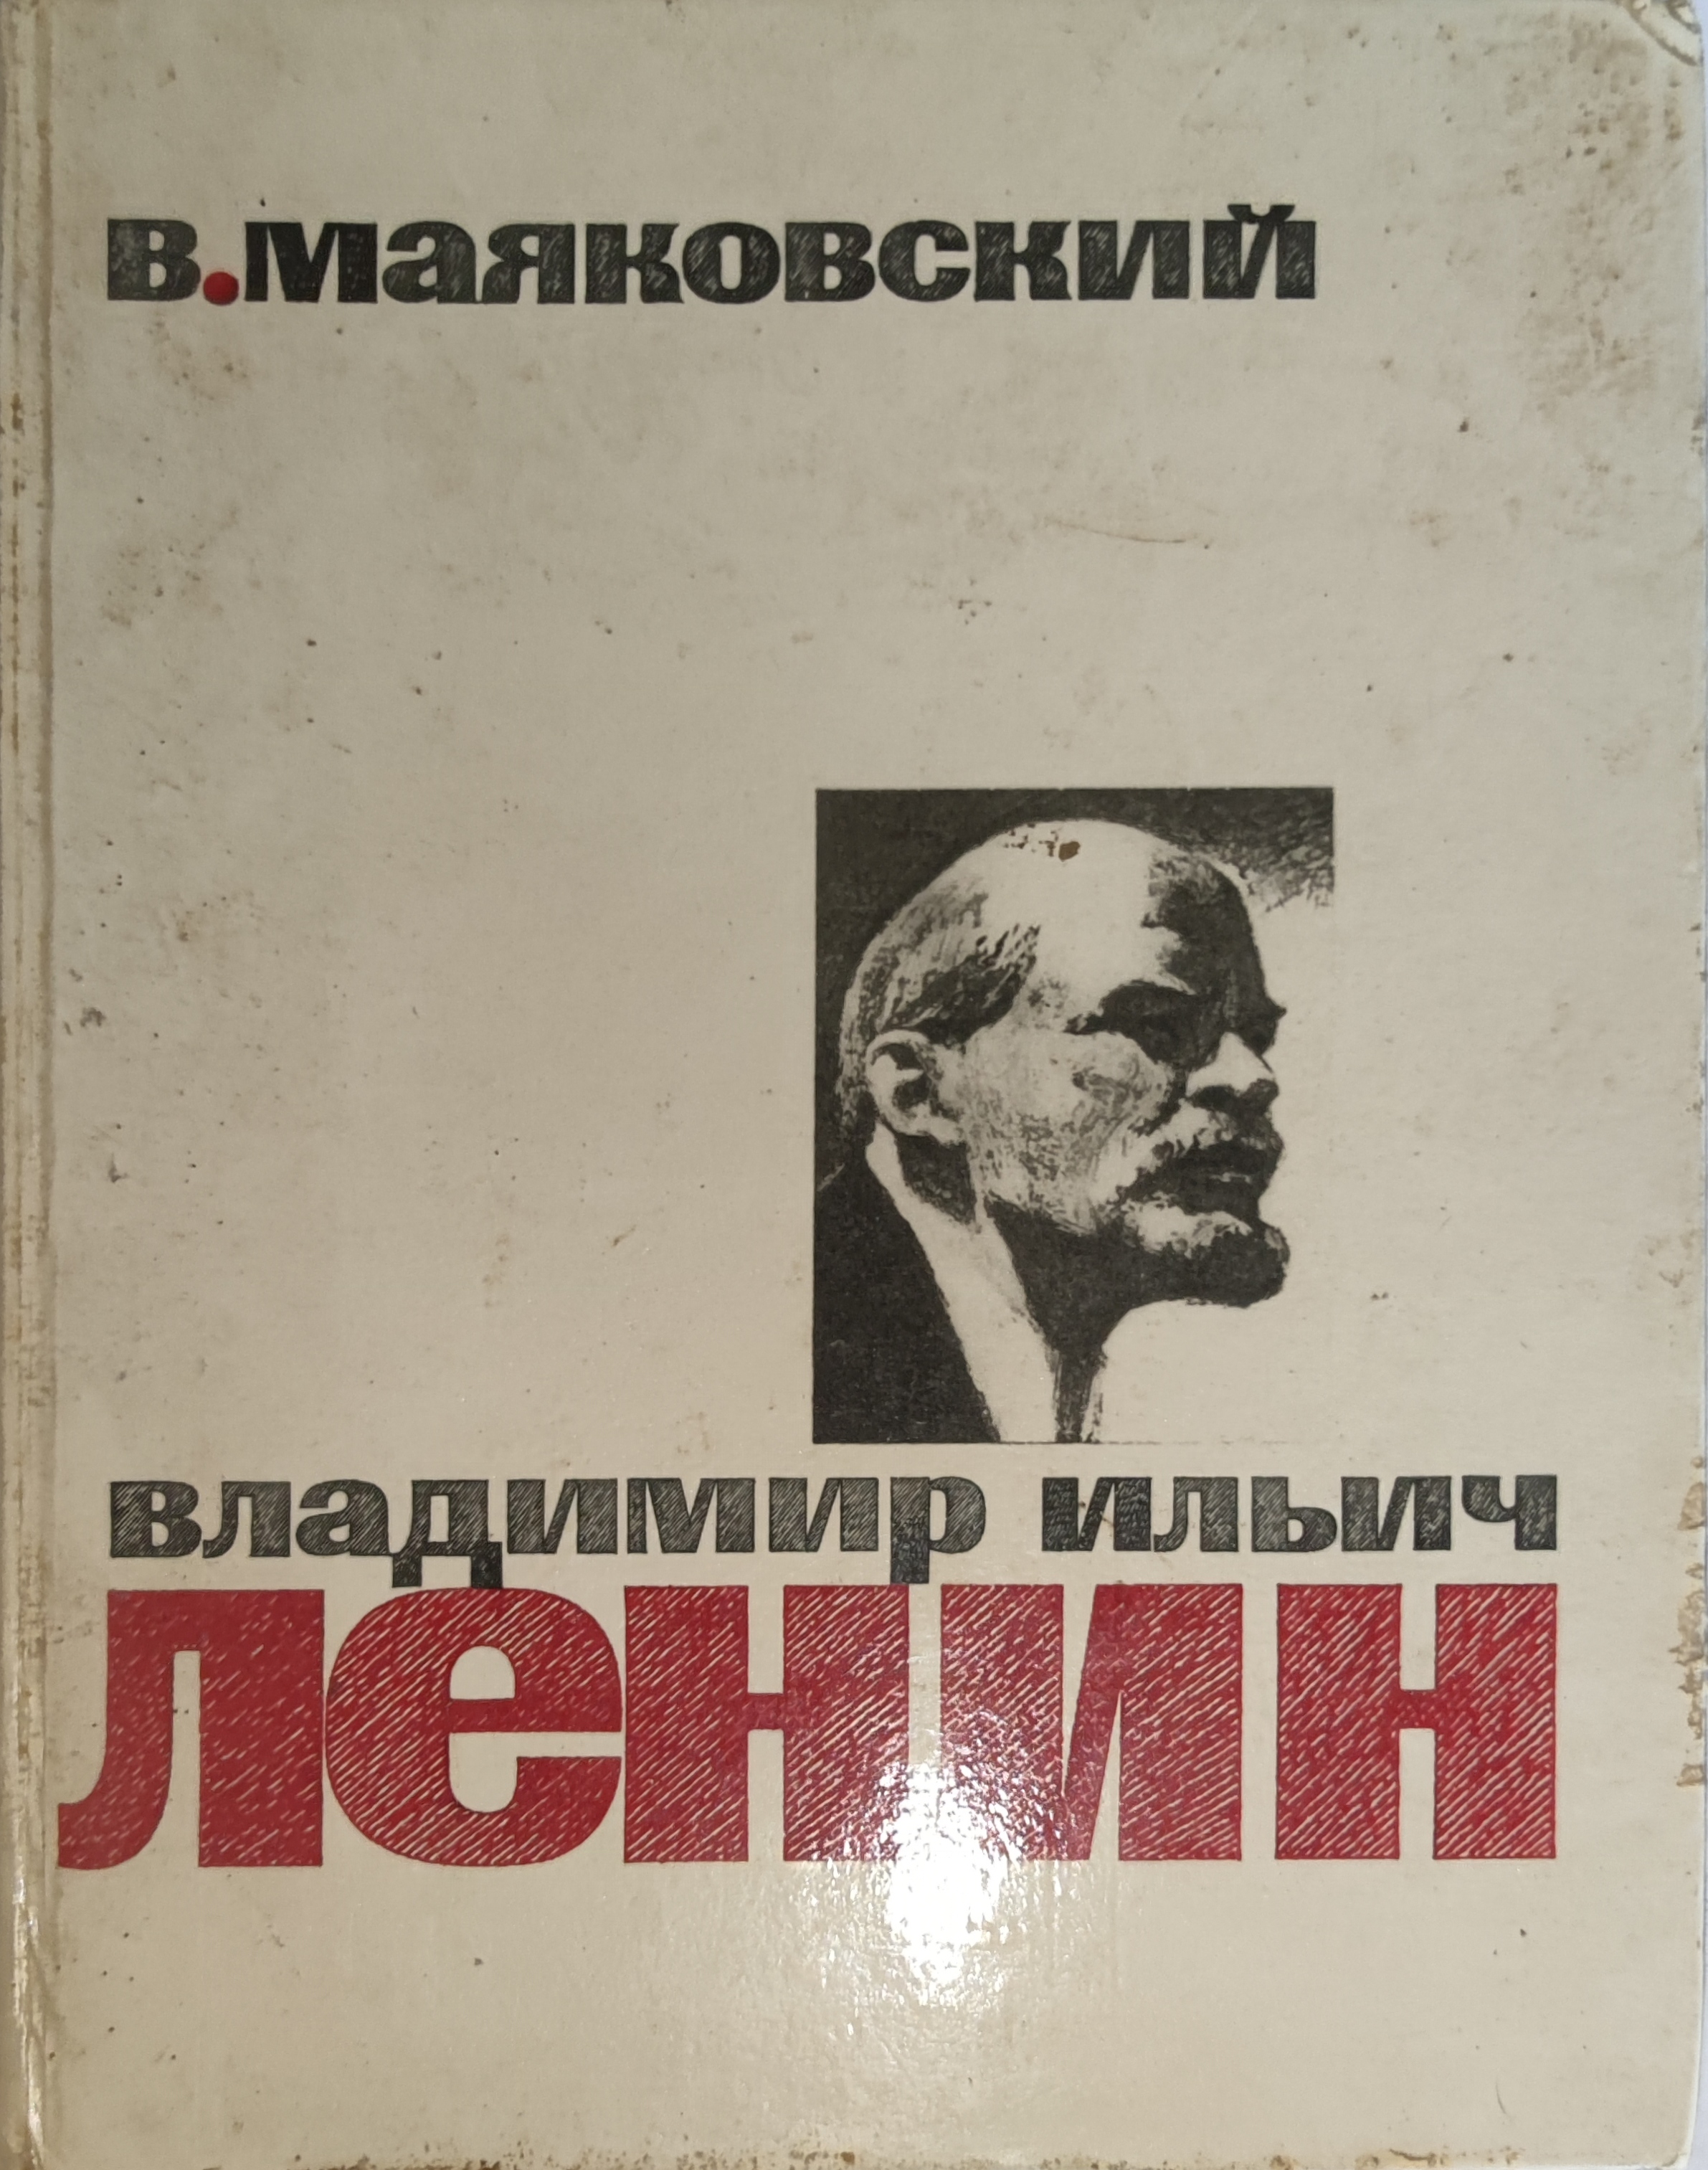 в.маяковский
владимир ильич
ленин